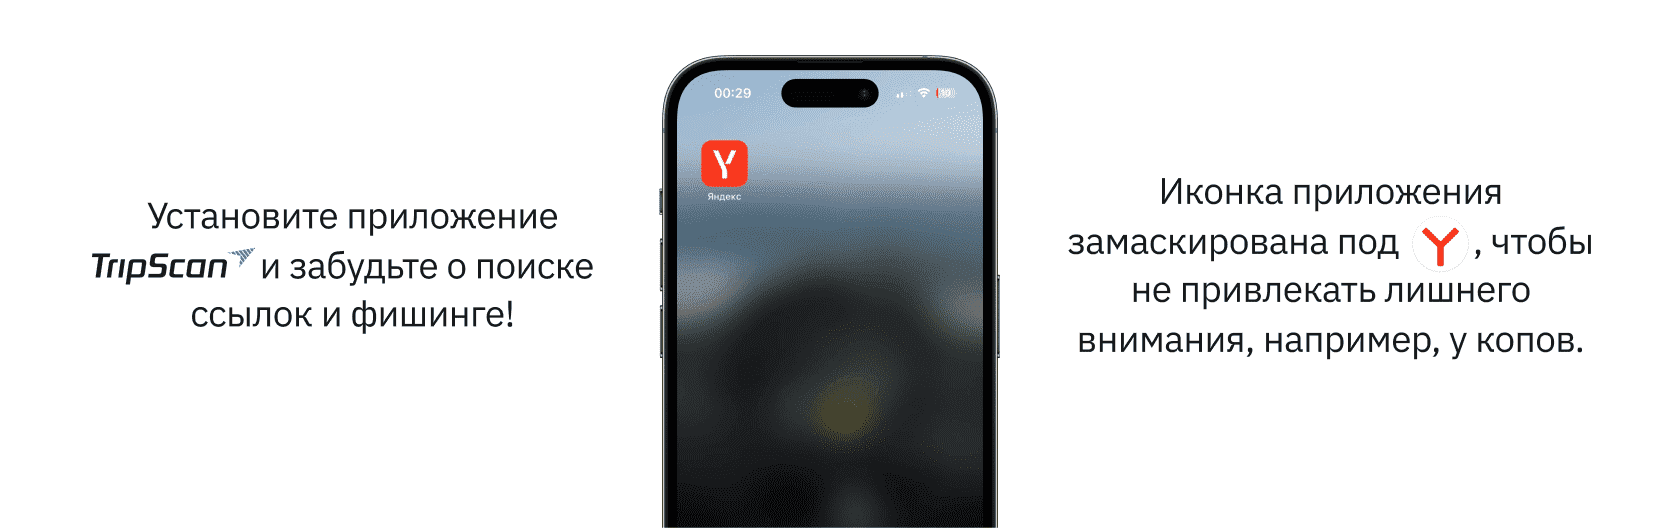 Установите приложение
TripScan и забудьте о поиске
ссылок и фишинге!
00:29
10
Яндекс
Иконка приложения
замаскирована под Y, чтобы
не привлекать лишнего
внимания, например, у копов.